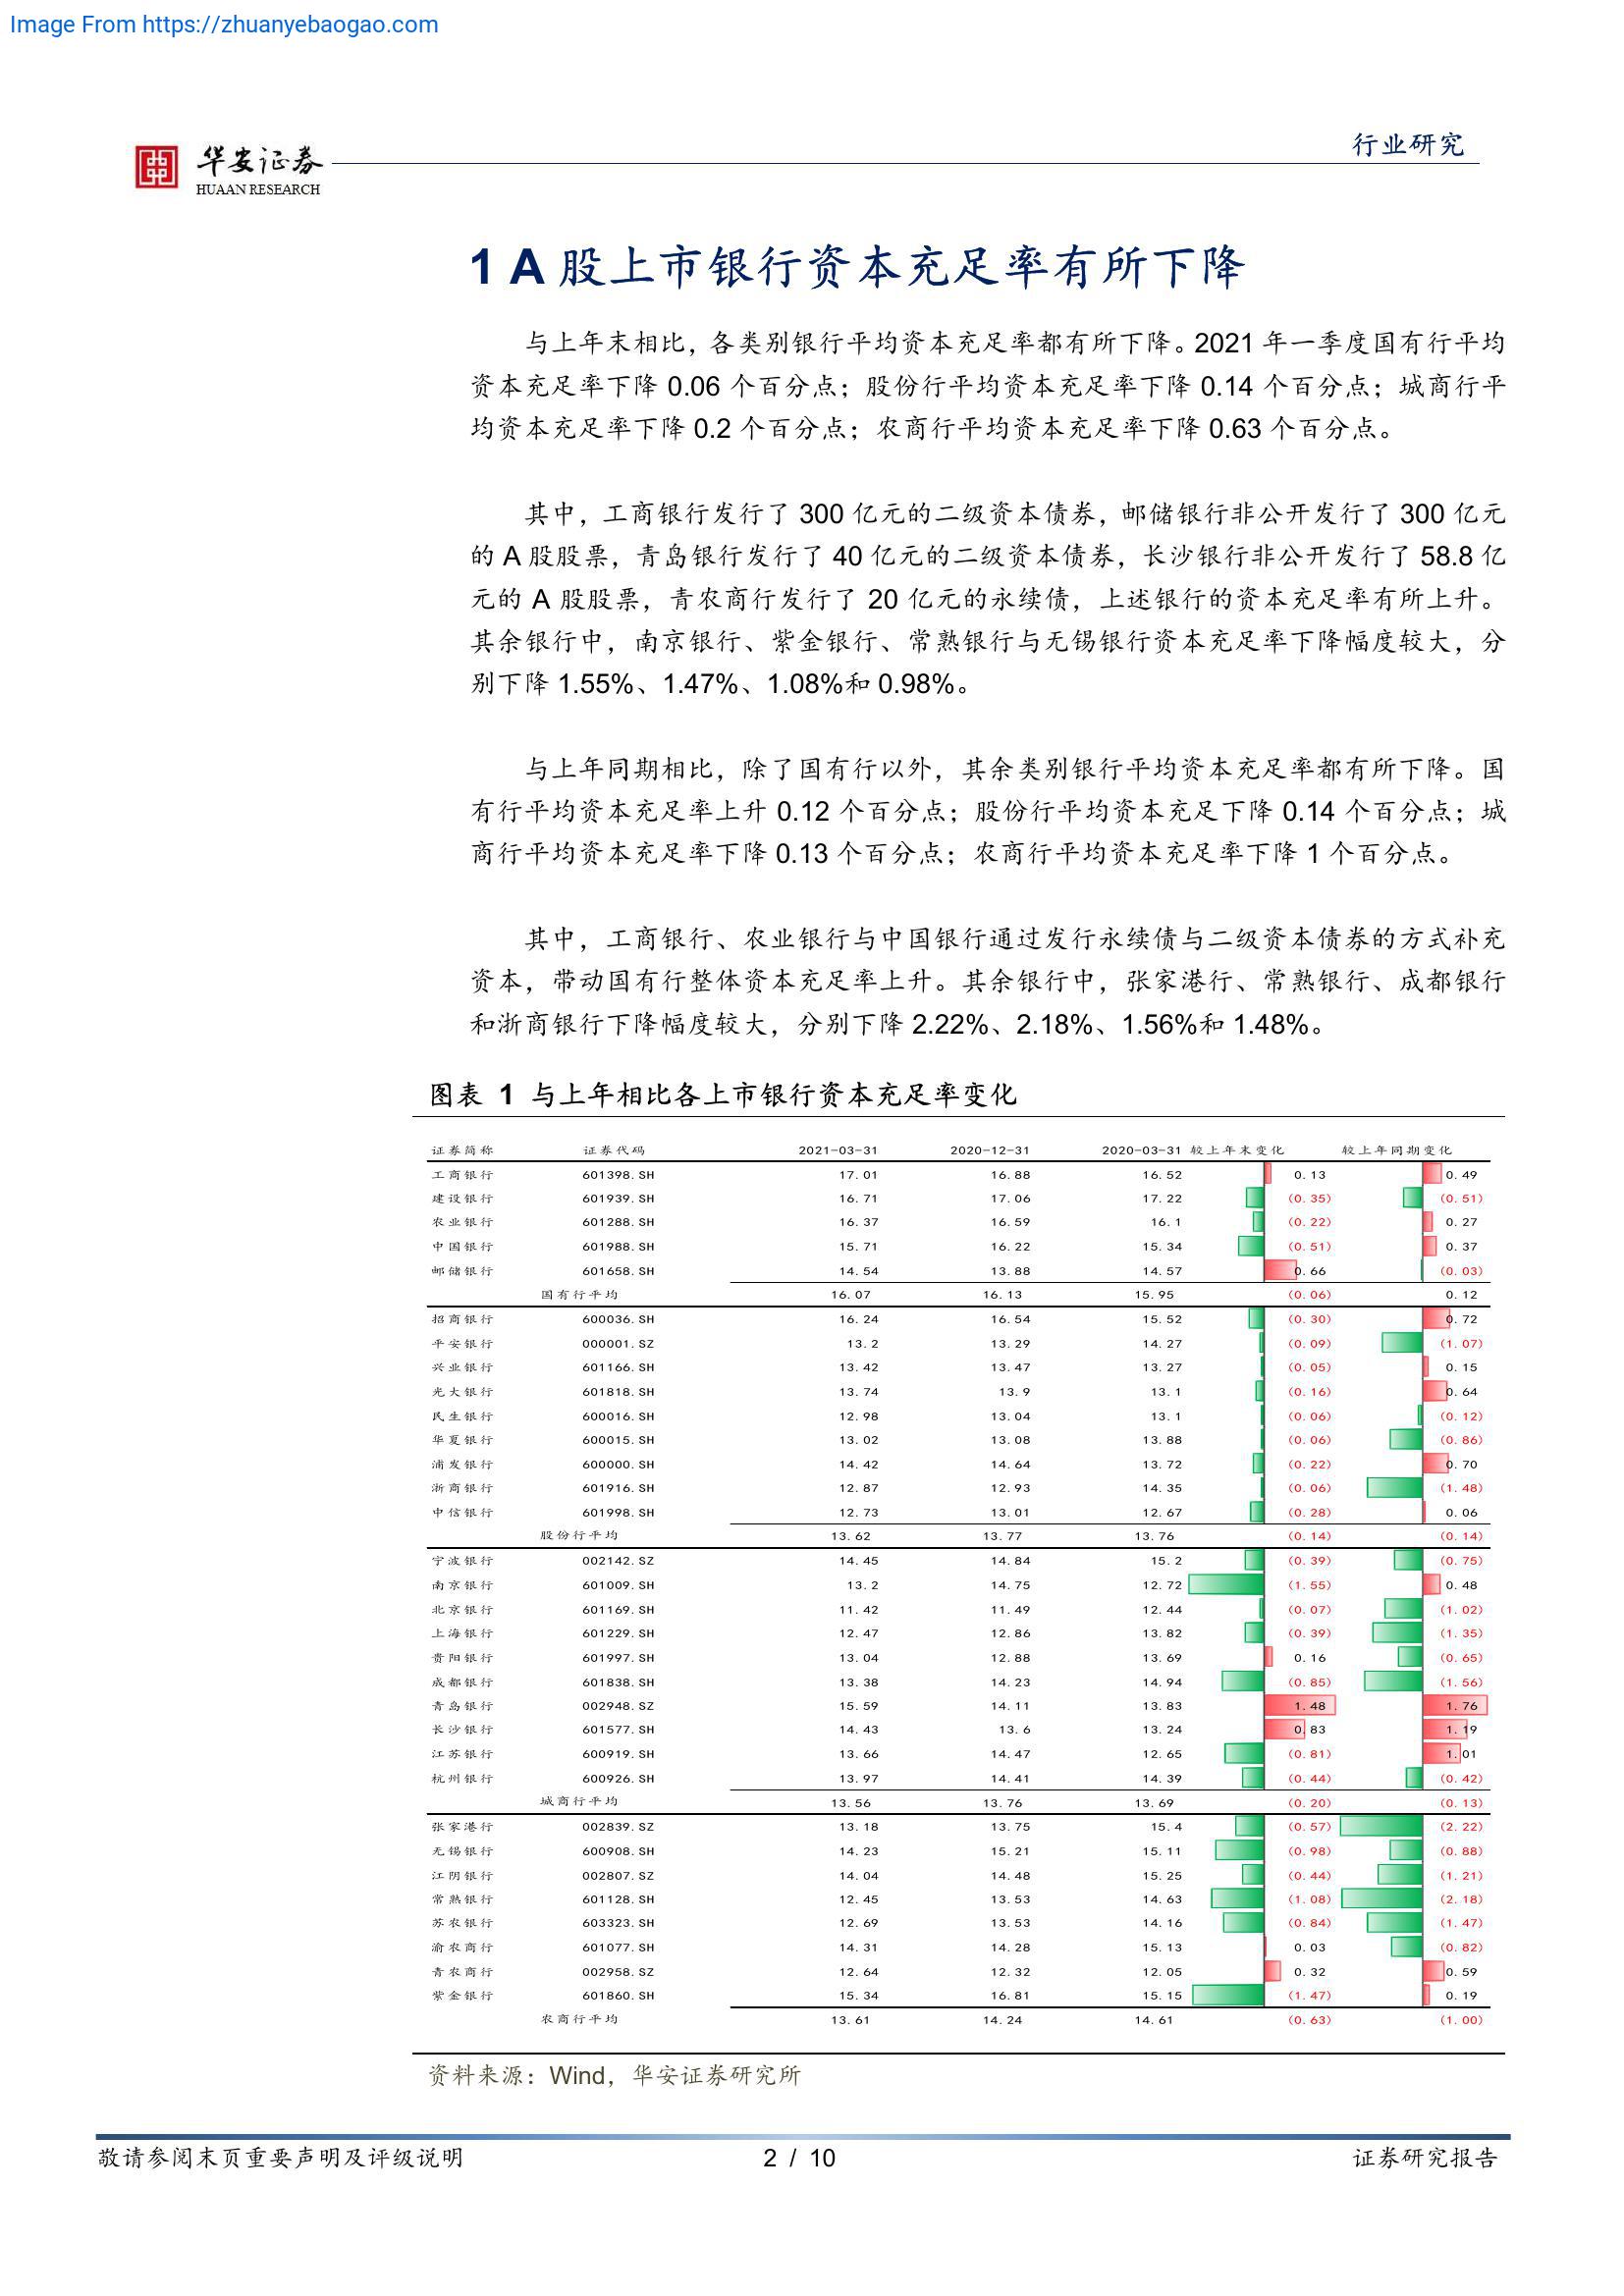 Image From https://zhuanyebaogao.com
行业研究
华安证券
HUAAN RESEARCH
1 A 股上市银行资本充足率有所下降
与上年末相比，各类别银行平均资本充足率都有所下降。2021 年一季度国有行平均
资本充足率下降 0.06 个百分点；股份行平均资本充足率下降 0.14 个百分点；城商行平
均资本充足率下降 0.2 个百分点；农商行平均资本充足率下降 0.63 个百分点。
其中，工商银行发行了 300 亿元的二级资本债券，邮储银行非公开发行了 300 亿元
的 A 股股票，青岛银行发行了 40 亿元的二级资本债券，长沙银行非公开发行了 58.8 亿
元的 A 股股票，青农商行发行了 20 亿元的永续债，上述银行的资本充足率有所上升。
其余银行中，南京银行、紫金银行、常熟银行与无锡银行资本充足率下降幅度较大，分
别下降 1.55%、1.47%、1.08%和 0.98%。
与上年同期相比，除了国有行以外，其余类别银行平均资本充足率都有所下降。国
有行平均资本充足率上升 0.12 个百分点；股份行平均资本充足下降 0.14 个百分点；城
商行平均资本充足率下降 0.13 个百分点；农商行平均资本充足率下降 1 个百分点。
其中，工商银行、农业银行与中国银行通过发行永续债与二级资本债券的方式补充
资本，带动国有行整体资本充足率上升。其余银行中，张家港行、常熟银行、成都银行
和浙商银行下降幅度较大，分别下降 2.22%、2.18%、1.56%和 1.48%。
图表 1 与上年相比各上市银行资本充足率变化
证券简称 证券代码 2021-03-31 2020-12-31 2020-03-31 较上年末变化 较上年同期变化
工商银行 601398.SH 17.01 16.88 16.52 0.13 0.49
建设银行 601939.SH 16.71 17.06 17.22 (0.35) (0.51)
农业银行 601288.SH 16.37 16.59 16.1 (0.22) 0.27
中国银行 601988.SH 15.71 16.22 15.34 (0.51) 0.37
邮储银行 601658.SH 14.54 13.88 14.57 0.66 (0.03)
国有行平均 16.07 16.13 15.95 (0.06) 0.12
招商银行 600036.SH 16.24 16.54 15.52 (0.30) 0.72
平安银行 000001.SZ 13.2 13.29 14.27 (0.09) (1.07)
兴业银行 601166.SH 13.42 13.47 13.27 (0.05) 0.15
光大银行 601818.SH 13.74 13.9 13.1 (0.16) 0.64
民生银行 600016.SH 12.98 13.04 13.1 (0.06) (0.12)
华夏银行 600015.SH 13.02 13.08 13.88 (0.06) (0.86)
浦发银行 600000.SH 14.42 14.64 13.72 (0.22) 0.70
浙商银行 601916.SH 12.87 12.93 14.35 (0.06) (1.48)
中信银行 601998.SH 12.73 13.01 12.67 (0.28) 0.06
股份行平均 13.62 13.77 13.76 (0.14) (0.14)
宁波银行 002142.SZ 14.45 14.84 15.2 (0.39) (0.75)
南京银行 601009.SH 13.2 14.75 12.72 (1.55) 0.48
北京银行 601169.SH 11.42 11.49 12.44 (0.07) (1.02)
上海银行 601229.SH 12.47 12.86 13.82 (0.39) (1.35)
贵阳银行 601997.SH 13.04 12.88 13.69 0.16 (0.65)
成都银行 601838.SH 13.38 14.23 14.94 (0.85) (1.56)
青岛银行 002948.SZ 15.59 14.11 13.83 1.48 1.76
长沙银行 601577.SH 14.43 13.6 13.24 0.83 1.19
江苏银行 600919.SH 13.66 14.47 12.65 (0.81) 1.01
杭州银行 600926.SH 13.97 14.41 14.39 (0.44) (0.42)
城商行平均 13.56 13.76 13.69 (0.20) (0.13)
张家港行 002839.SZ 13.18 13.75 15.4 (0.57) (2.22)
无锡银行 600908.SH 14.23 15.21 15.11 (0.98) (0.88)
江阴银行 002807.SZ 14.04 14.48 15.25 (0.44) (1.21)
常熟银行 601128.SH 12.45 13.53 14.63 (1.08) (2.18)
苏农银行 603323.SH 12.69 13.53 14.16 (0.84) (1.47)
渝农商行 601077.SH 14.31 14.28 15.13 0.03 (0.82)
青农商行 002958.SZ 12.64 12.32 12.05 0.32 0.59
紫金银行 601860.SH 15.34 16.81 15.15 (1.47) 0.19
农商行平均 13.61 14.24 14.61 (0.63) (1.00)
资料来源：Wind，华安证券研究所
敬请参阅末页重要声明及评级说明 2 / 10 证券研究报告